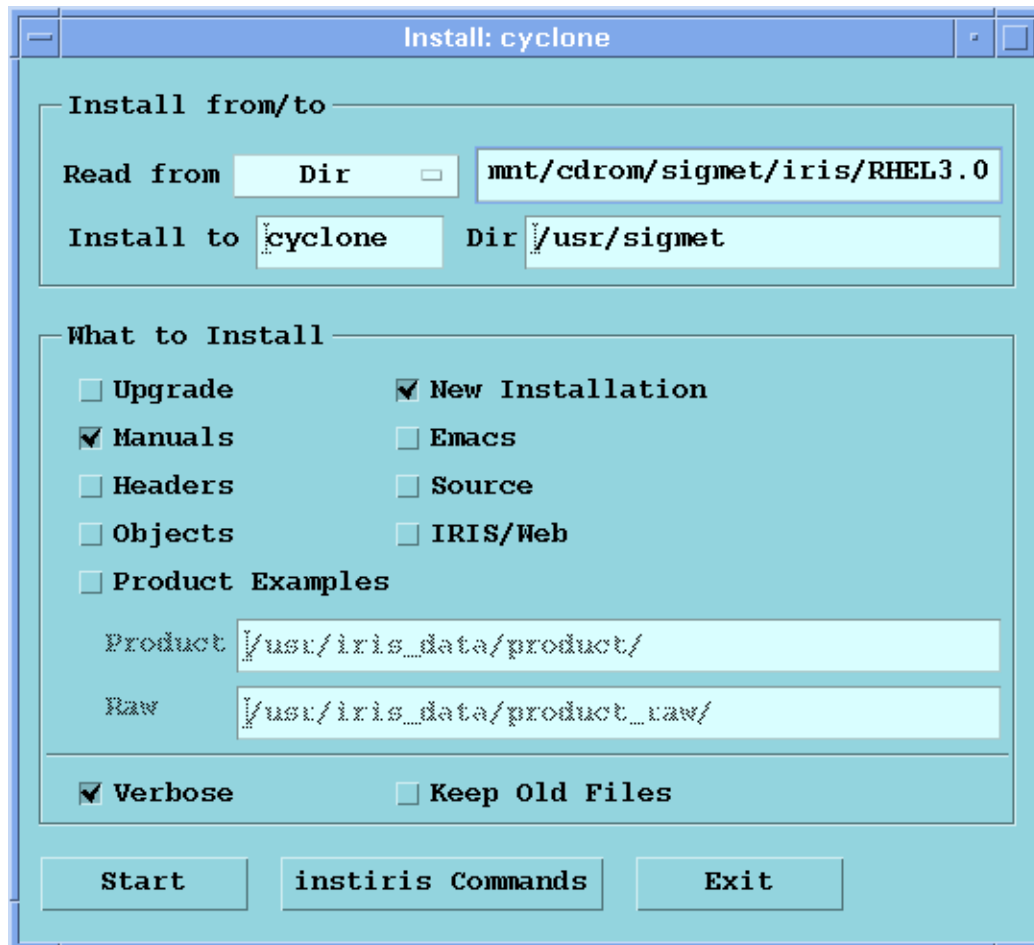 Install: cyclone
Install from/to
Read from Dir mnt/cdrom/sigmet/iris/RHEL3.0
Install to cyclone Dir /usr/sigmet
What to Install
Upgrade New Installation
Manuals Emacs
Headers Source
Objects IRIS/Web
Product Examples
Product /usr/iris_data/product/
Raw /usr/iris_data/product_raw/
Verbose Keep Old Files
Start instiris Commands Exit